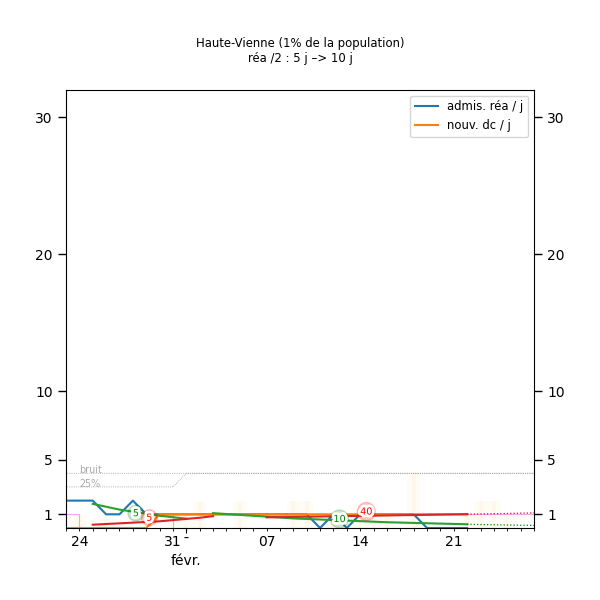 Haute-Vienne (1% de la population)
réa /2 : 5 j –> 10 j
admis. réa / j
nouv. dc / j
30 30
20 20
10 10
5 5
bruit
25%
5 5 10 40
1 1
24 31 - 07 14 21
févr.